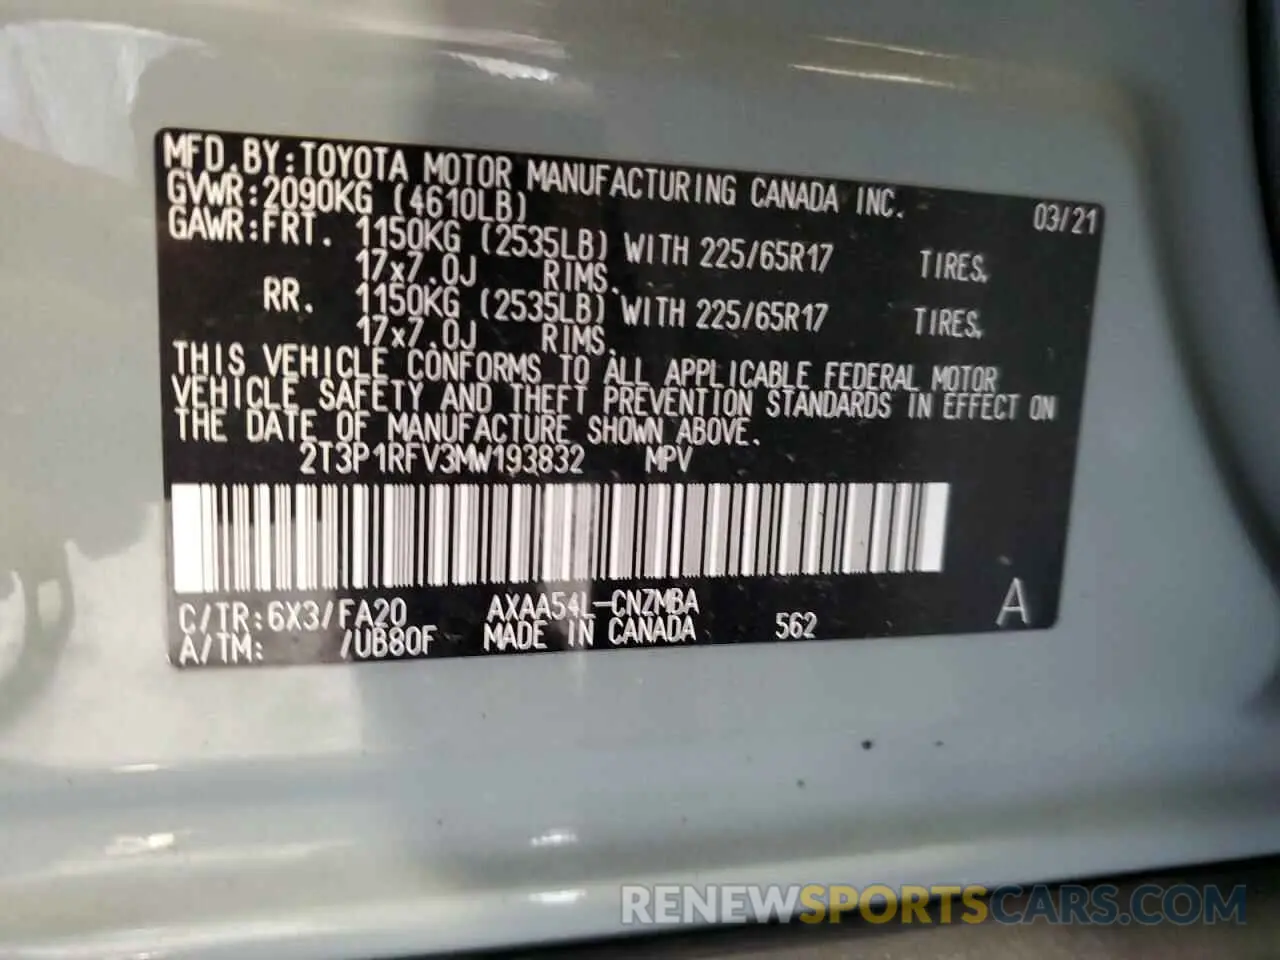 MFD.BY:TOYOTA MOTOR MANUFACTURING CANADA INC.
GVWR:2090KG (4610LB) 03/21
GAWR:FRT. 1150KG (2535LB) WITH 225/65R17 TIRES,
17x7.0J RIMS.
RR. 1150KG (2535LB) WITH 225/65R17 TIRES,
17x7.0J RIMS.
THIS VEHICLE CONFORMS TO ALL APPLICABLE FEDERAL MOTOR
VEHICLE SAFETY AND THEFT PREVENTION STANDARDS IN EFFECT ON
THE DATE OF MANUFACTURE SHOWN ABOVE.
2T3P1RFV3MW193832 MPV
C/TR:6X3/FA20 AXAA54L-CNZMBA
A/TM: /UB80F MADE IN CANADA 562 A
RENEWSPORTSCARS.COM